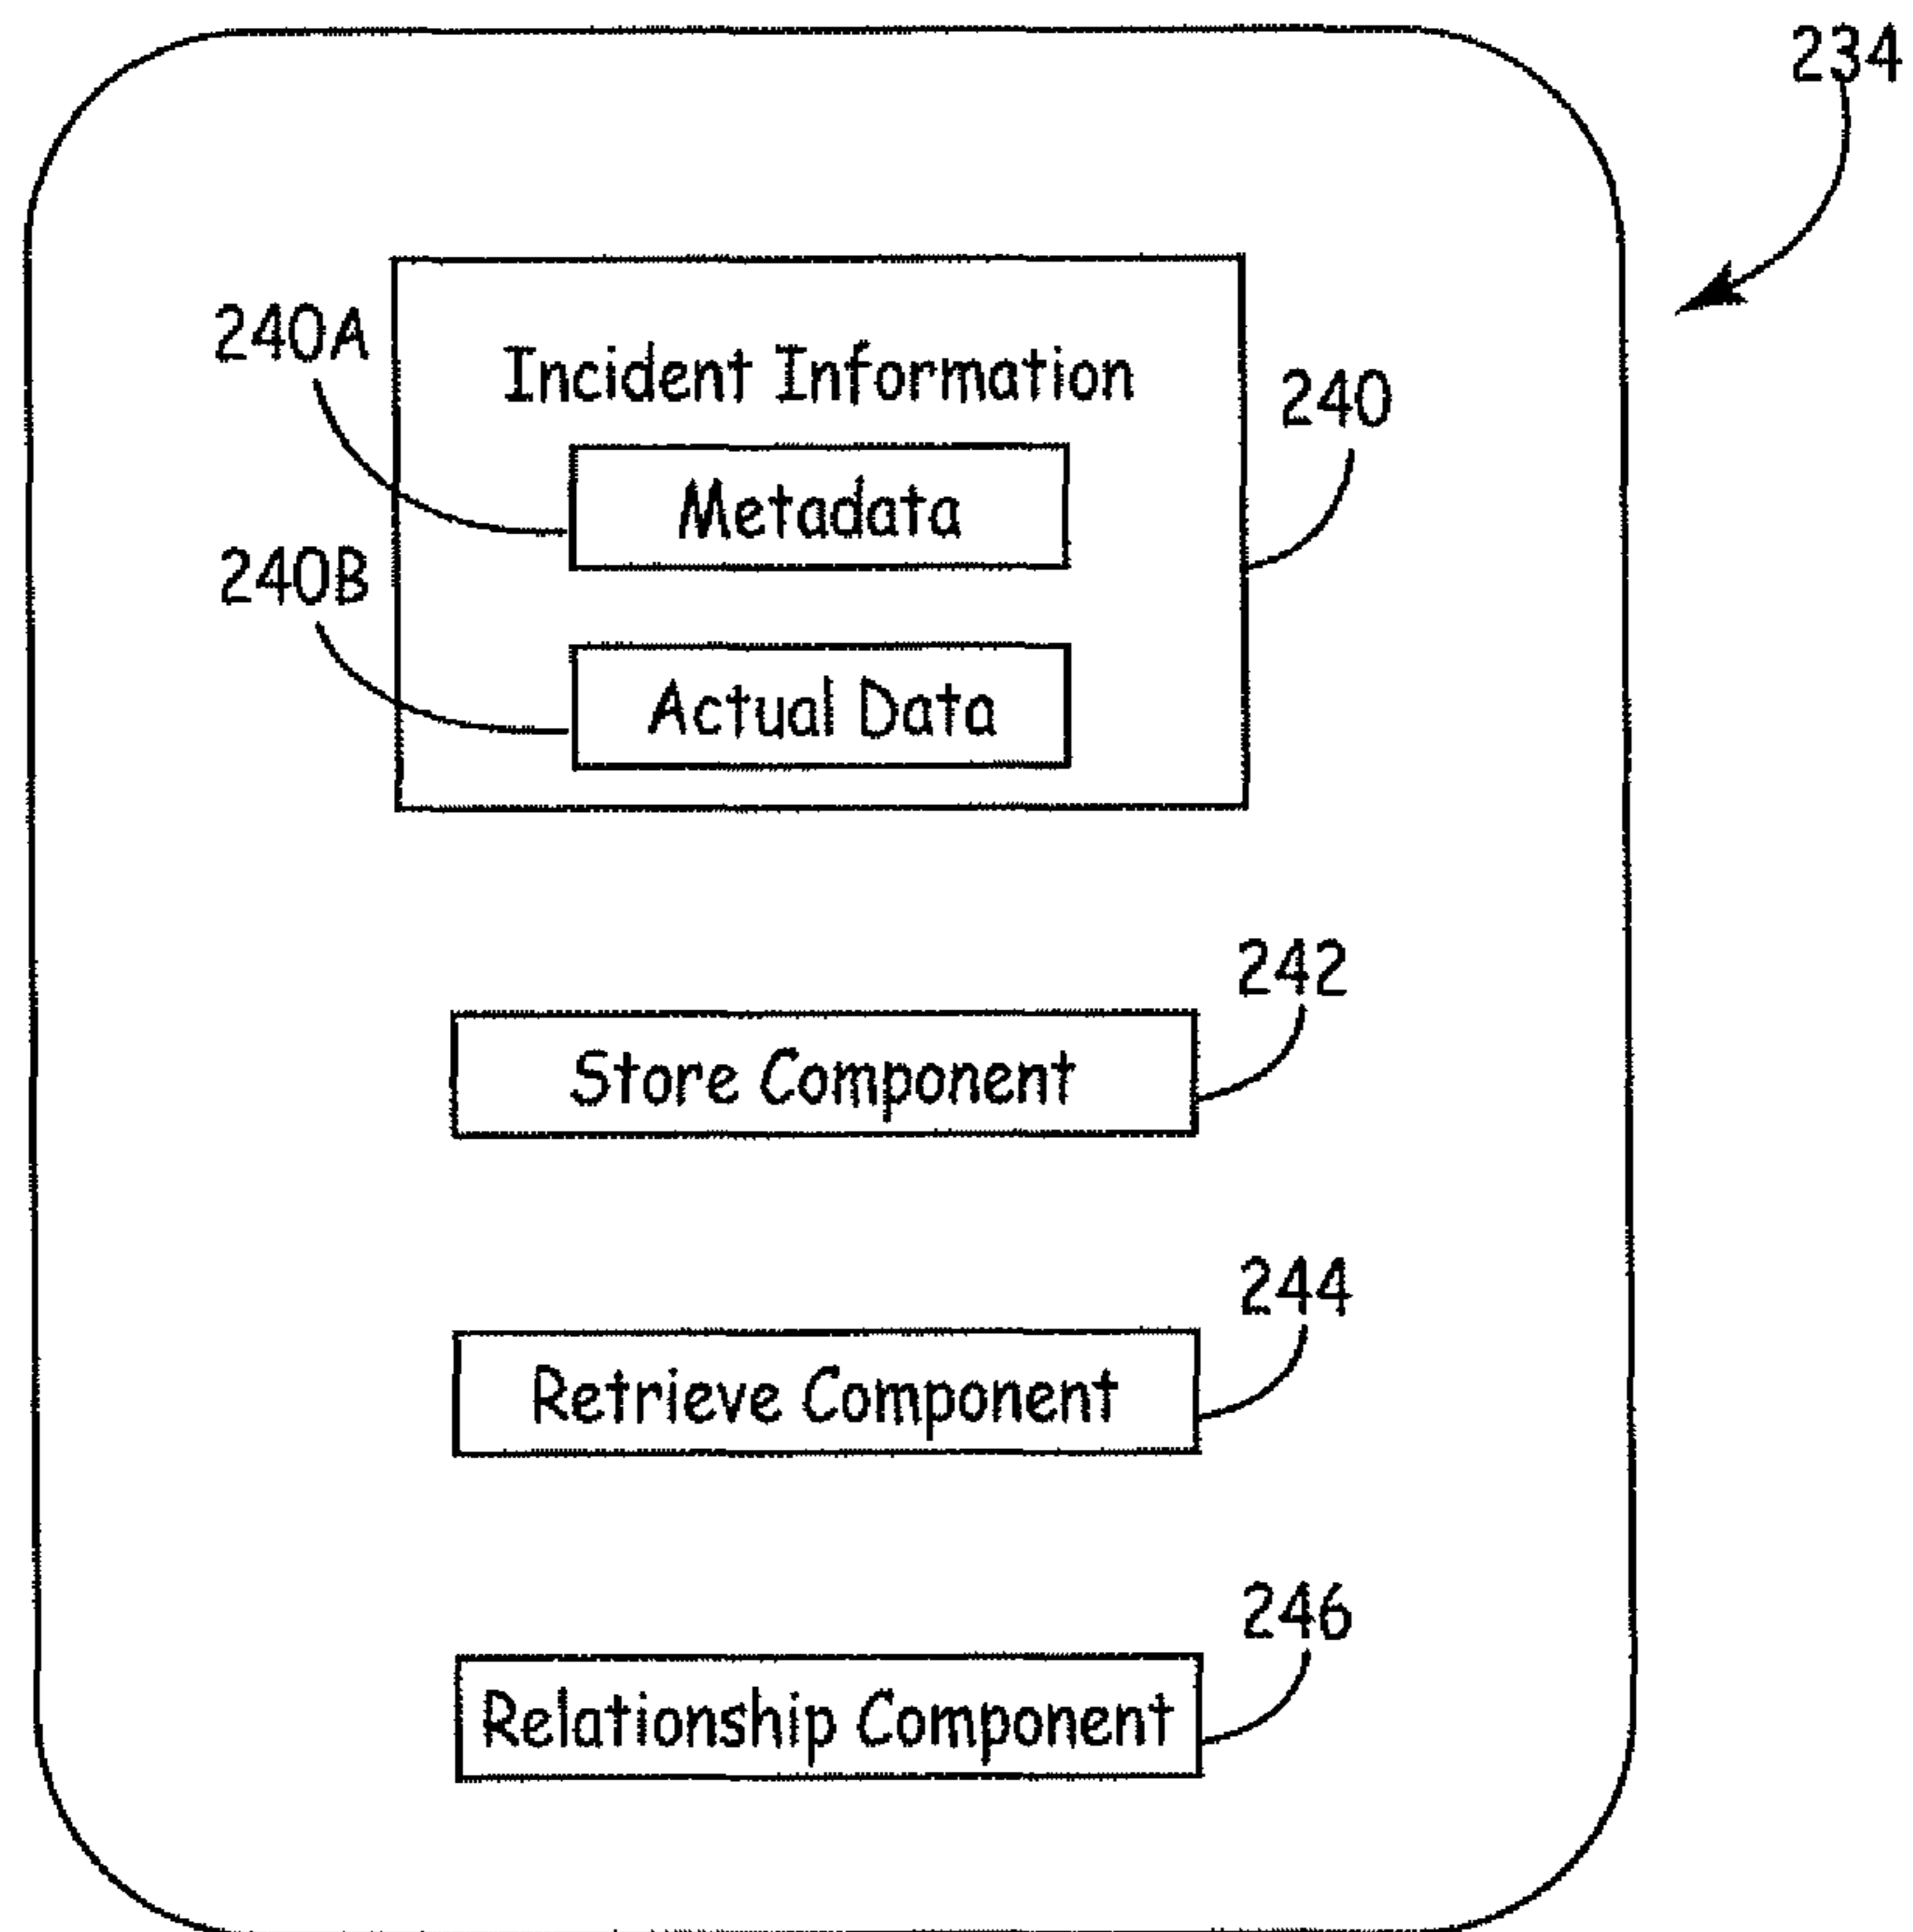 234
240A
Incident Information
240
Metadata
240B
Actual Data
242
Store Component
244
Retrieve Component
246
Relationship Component